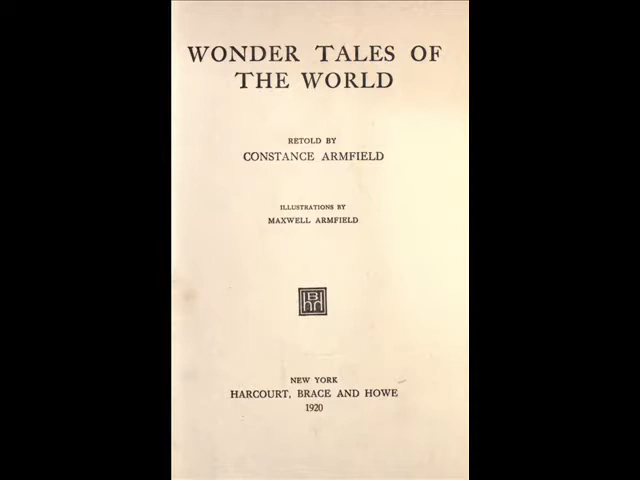 WONDER TALES OF
THE WORLD
RETOLD BY
CONSTANCE ARMFIELD
ILLUSTRATIONS BY
MAXWELL ARMFIELD
HBH
NEW YORK
HARCOURT, BRACE AND HOWE
1920